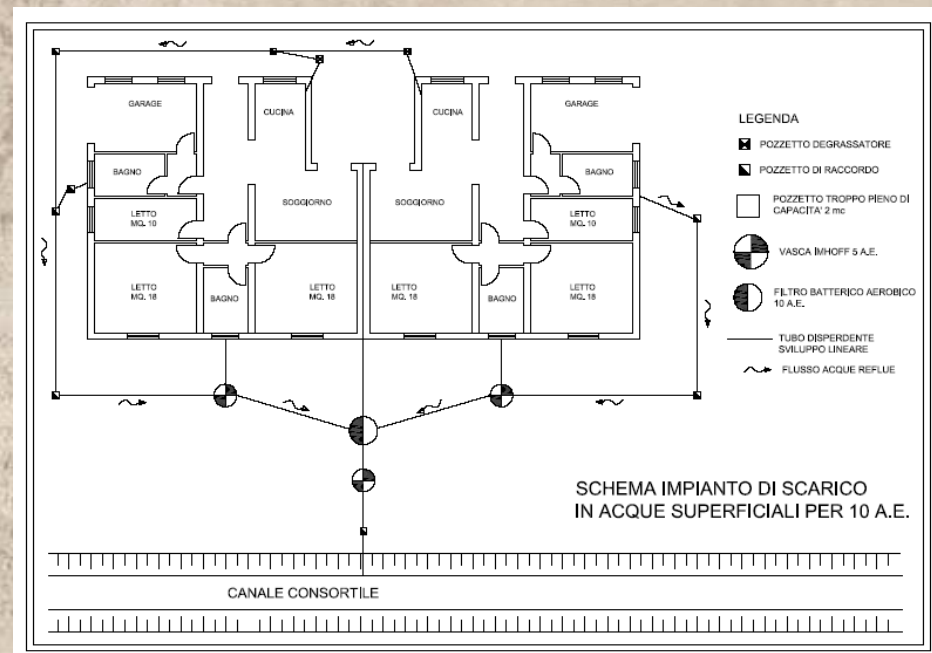 GARAGE
CUCINA
CUCINA
GARAGE
BAGNO
BAGNO
LETTO
MQ. 10
SOGGIORNO
SOGGIORNO
LETTO
MQ. 10
LETTO
MQ. 18
BAGNO
LETTO
MQ. 18
LETTO
MQ. 18
BAGNO
LETTO
MQ. 18
LEGENDA
POZZETTO DEGRASSATORE
POZZETTO DI RACCORDO
POZZETTO TROPPO PIENO DI
CAPACITA' 2 mc
VASCA IMHOFF 5 A.E.
FILTRO BATTERICO AEROBICO
10 A.E.
TUBO DISPERDENTE
SVILUPPO LINEARE
FLUSSO ACQUE REFLUE
SCHEMA IMPIANTO DI SCARICO
IN ACQUE SUPERFICIALI PER 10 A.E.
CANALE CONSORTILE